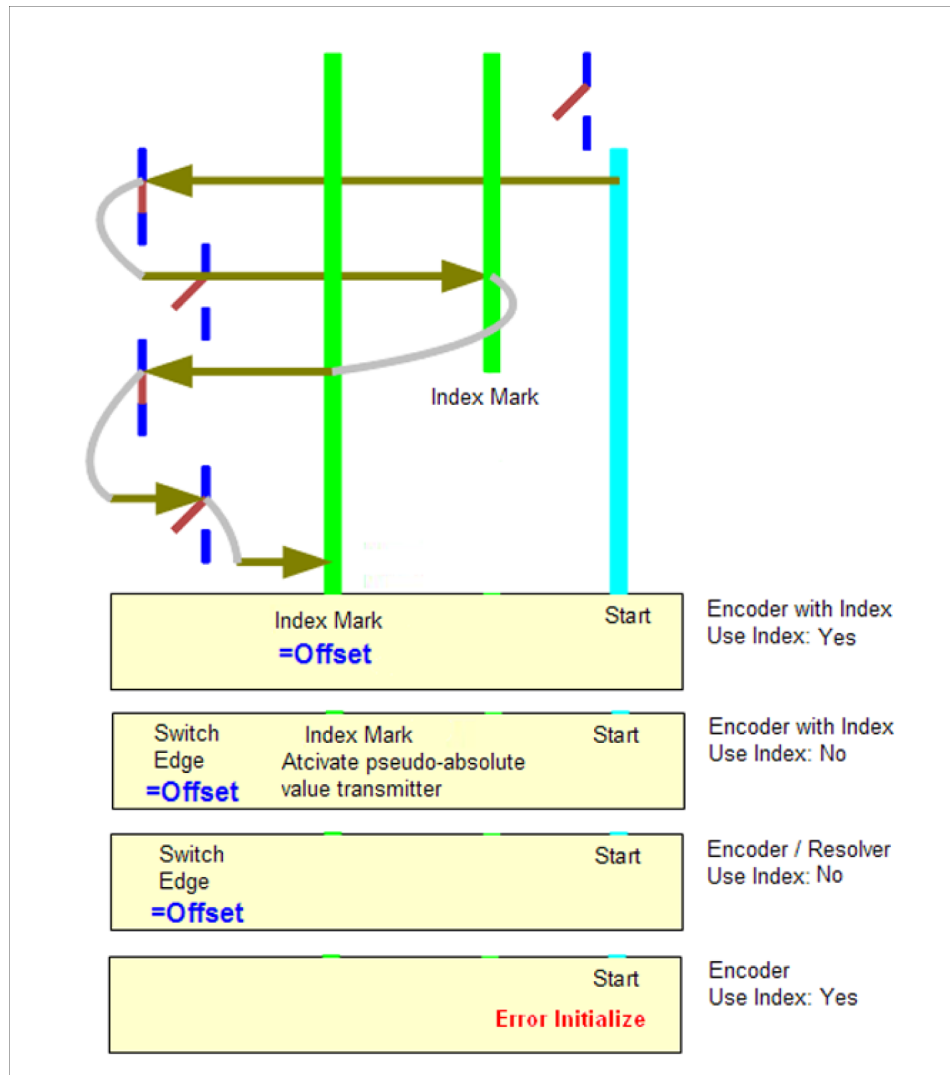 Index Mark
Index Mark
=Offset
Start
Encoder with Index
Use Index: Yes
Switch
Edge
=Offset
Index Mark
Atcivate pseudo-absolute
value transmitter
Start
Encoder with Index
Use Index: No
Switch
Edge
=Offset
Start
Encoder / Resolver
Use Index: No
Start
Error Initialize
Encoder
Use Index: Yes